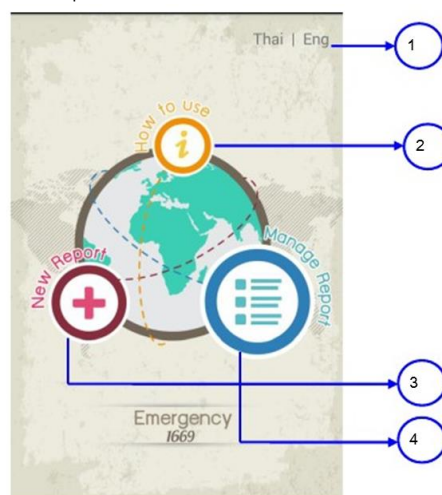 Thai | Eng
1
How to use
i
2
New Report
Manage Report
3
Emergency
1669
4